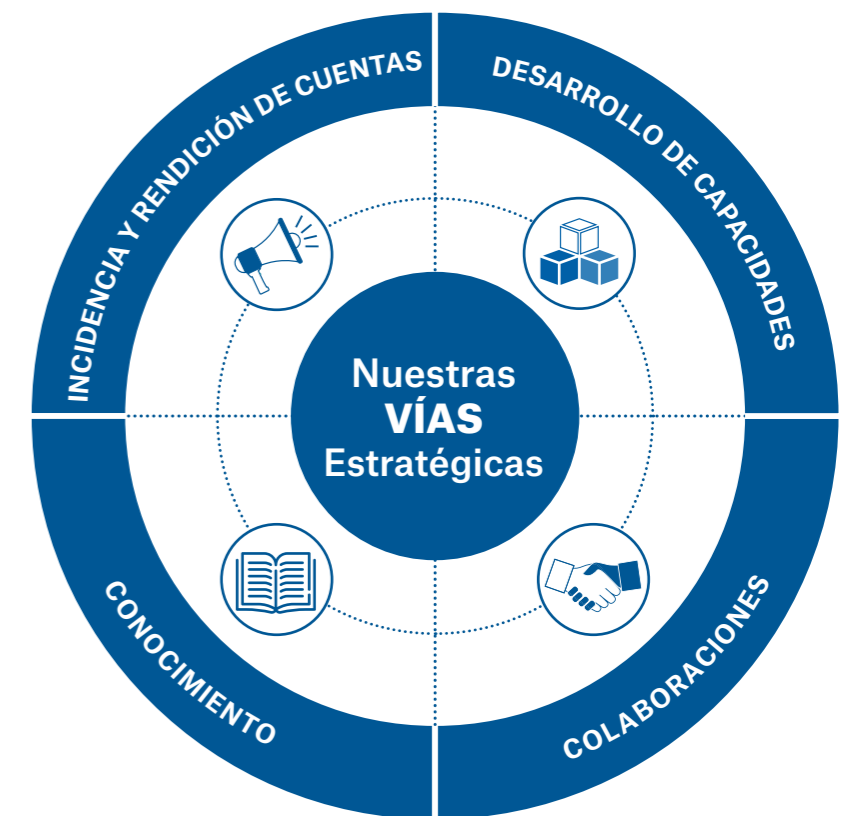 INCIDENCIA Y RENDICIÓN DE CUENTAS
DESARROLLO DE CAPACIDADES
Nuestras
VÍAS
Estratégicas
CONOCIMIENTO
COLABORACIONES